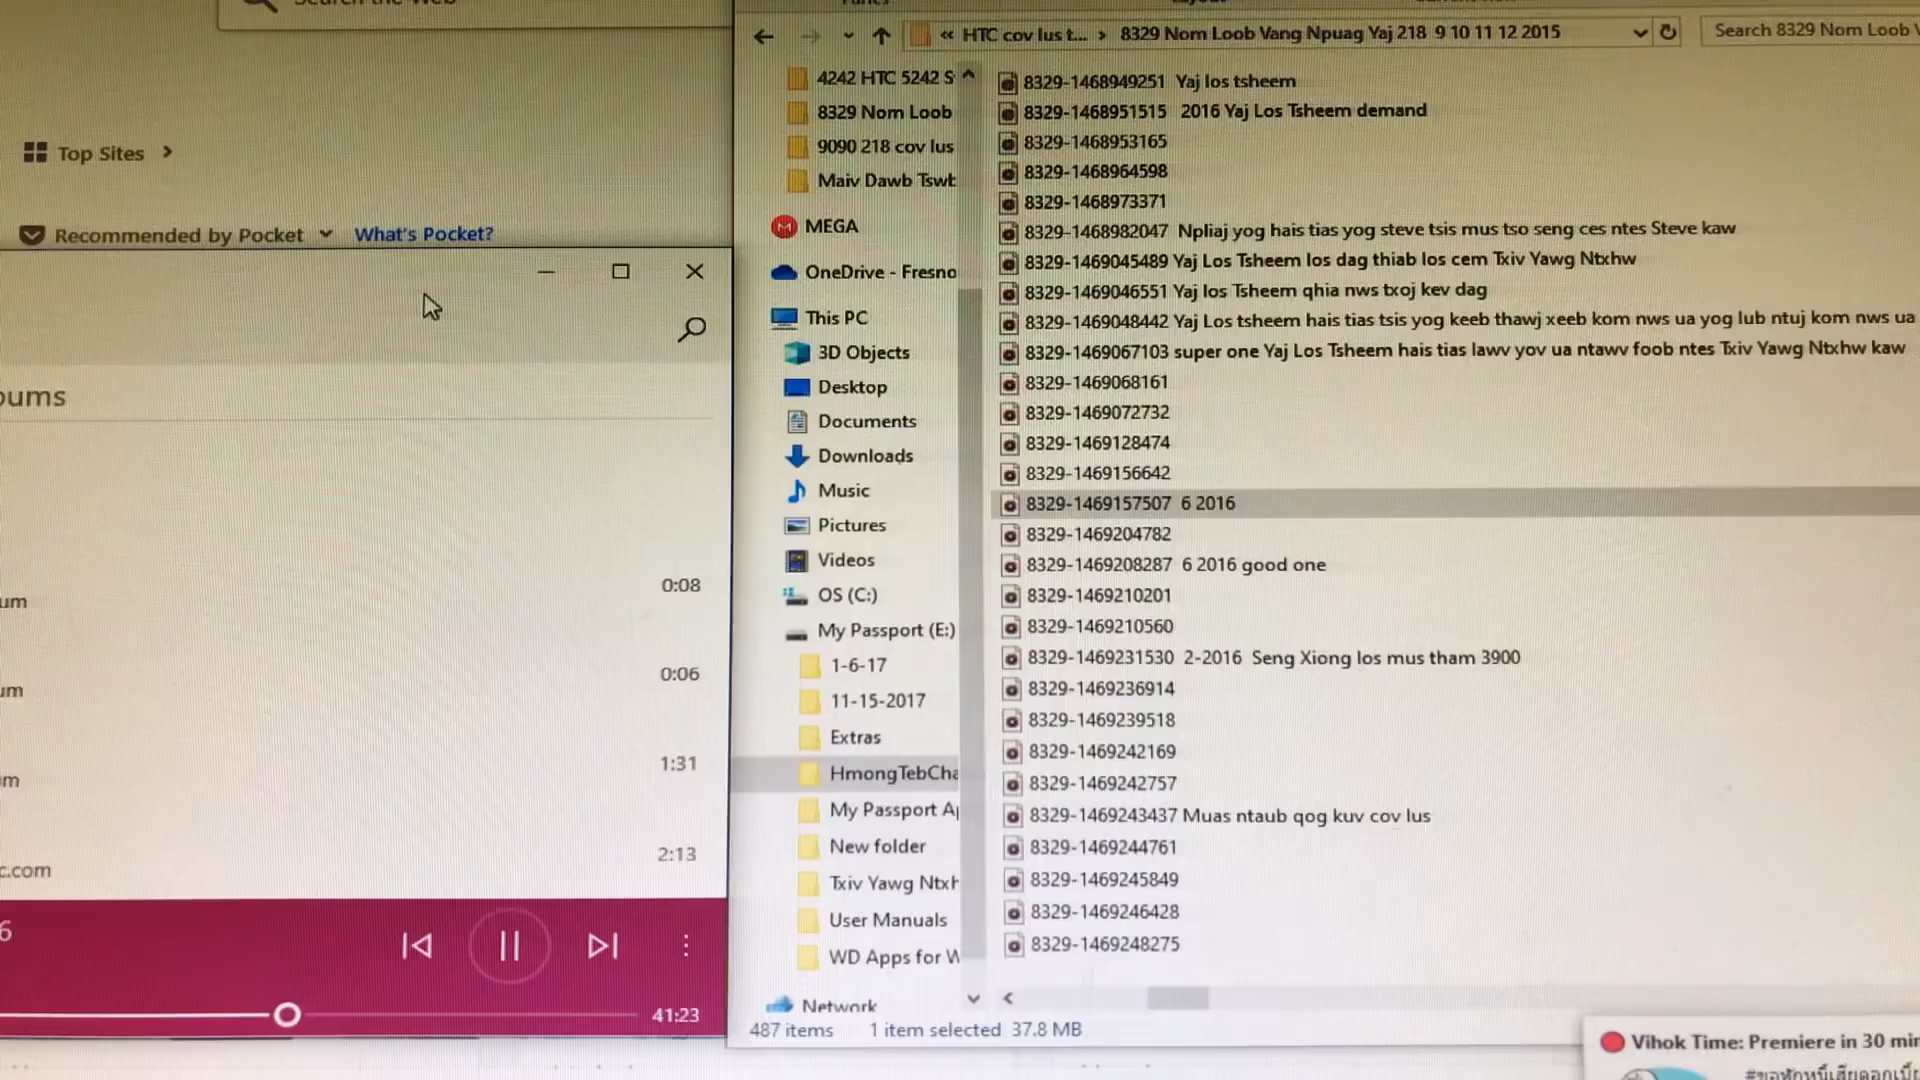 Top Sites
Recommended by Pocket What's Pocket?
0:08
0:06
1:31
2:13
c.com
6
41:23
« HTC cov lus t... › 8329 Nom Loob Vang Npuag Yaj 218 9 10 11 12 2015
Search 8329 Nom Loob V
4242 HTC 5242 S
8329 Nom Loob
9090 218 cov lus
Maiv Dawb Tswb
MEGA
OneDrive - Fresno
This PC
3D Objects
Desktop
Documents
Downloads
Music
Pictures
Videos
OS (C:)
My Passport (E:)
1-6-17
11-15-2017
Extras
HmongTebCha
My Passport Ap
New folder
Txiv Yawg Ntxh
User Manuals
WD Apps for W
Network
8329-1468949251 Yaj los tsheem
8329-1468951515 2016 Yaj Los Tsheem demand
8329-1468953165
8329-1468964598
8329-1468973371
8329-1468982047 Npliaj yog hais tias yog steve tsis mus tso seng ces ntes Steve kaw
8329-1469045489 Yaj Los Tsheem los dag thiab los cem Txiv Yawg Ntxhw
8329-1469046551 Yaj los Tsheem qhia nws txoj kev dag
8329-1469048442 Yaj Los tsheem hais tias tsis yog keeb thawj xeeb kom nws ua yog lub ntuj kom nws ua
8329-1469067103 super one Yaj Los Tsheem hais tias lawv yov ua ntawv foob ntes Txiv Yawg Ntxhw kaw
8329-1469068161
8329-1469072732
8329-1469128474
8329-1469156642
8329-1469157507 6 2016
8329-1469204782
8329-1469208287 6 2016 good one
8329-1469210201
8329-1469210560
8329-1469231530 2-2016 Seng Xiong los mus tham 3900
8329-1469236914
8329-1469239518
8329-1469242169
8329-1469242757
8329-1469243437 Muas ntaub qog kuv cov lus
8329-1469244761
8329-1469245849
8329-1469246428
8329-1469248275
487 items 1 item selected 37.8 MB
Vihok Time: Premiere in 30 min